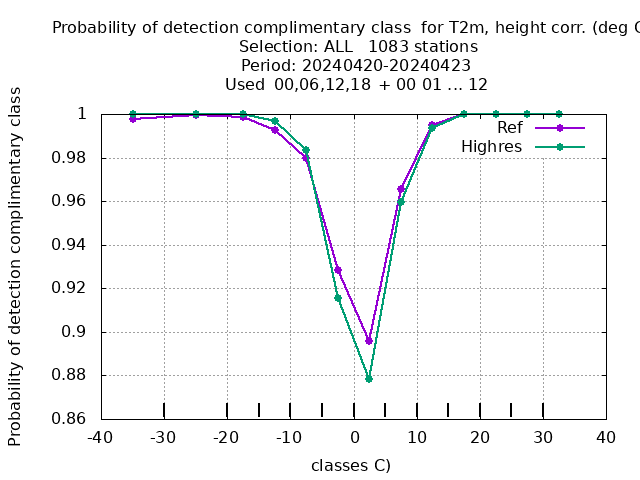 Probability of detection complimentary class  for T2m, height corr. (deg C
Selection: ALL   1083 stations
Period: 20240420-20240423
Used  00,06,12,18 + 00 01 ... 12
Probability of detection complimentary class
1
0.98
0.96
0.94
0.92
0.9
0.88
0.86
Ref
Highres
-40 -30 -20 -10 0 10 20 30 40
classes C)